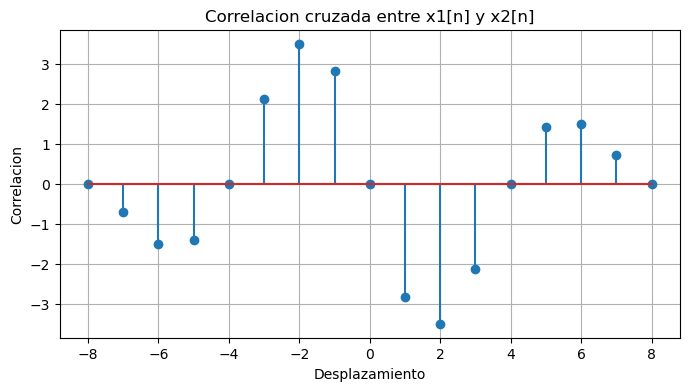 Correlacion cruzada entre x1[n] y x2[n]
Correlacion
3
2
1
0
−1
−2
−3
−8 −6 −4 −2 0 2 4 6 8
Desplazamiento